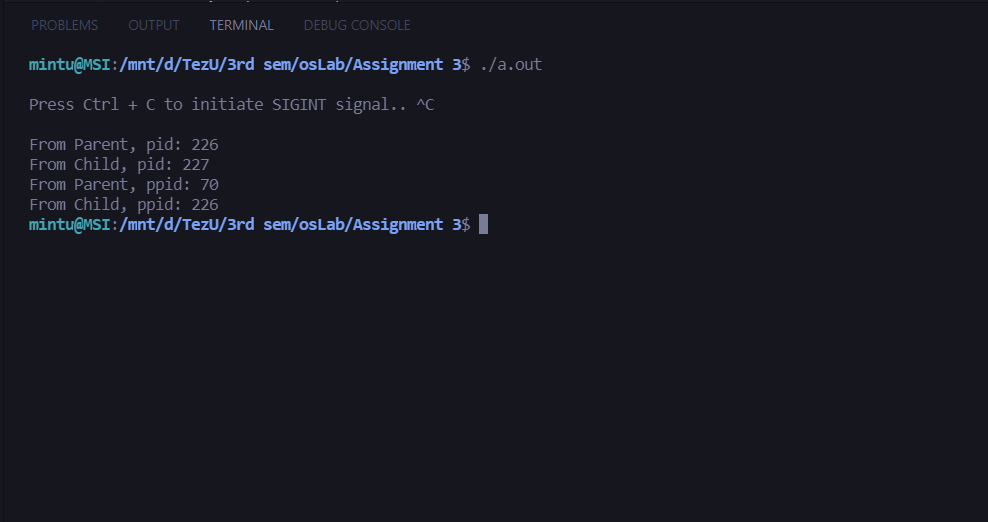 PROBLEMS OUTPUT TERMINAL DEBUG CONSOLE
mintu@MSI:/mnt/d/TezU/3rd sem/osLab/Assignment 3$ ./a.out
Press Ctrl + C to initiate SIGINT signal.. ^C
From Parent, pid: 226
From Child, pid: 227
From Parent, ppid: 70
From Child, ppid: 226
mintu@MSI:/mnt/d/TezU/3rd sem/osLab/Assignment 3$